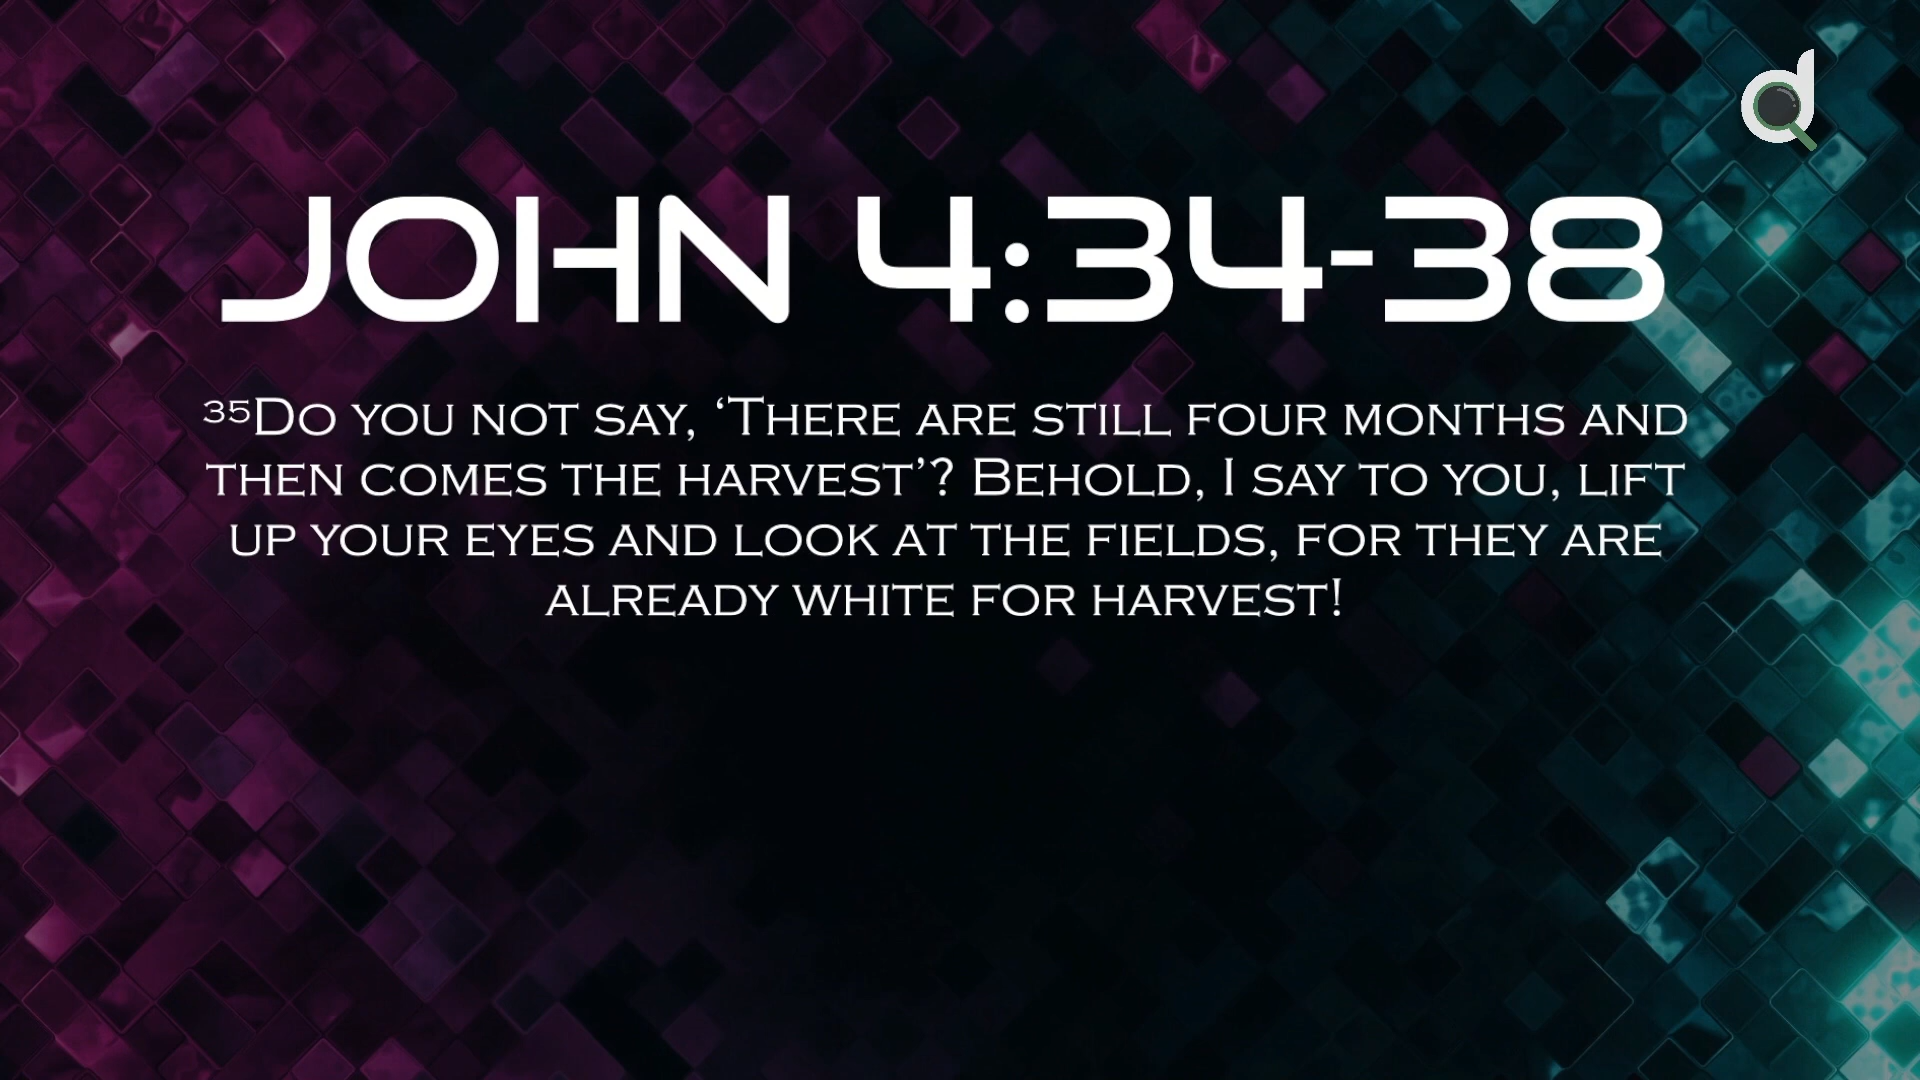 JOHN 4:34-38
³⁵Do you not say, ‘There are still four months and
then comes the harvest’? Behold, I say to you, lift
up your eyes and look at the fields, for they are
already white for harvest!